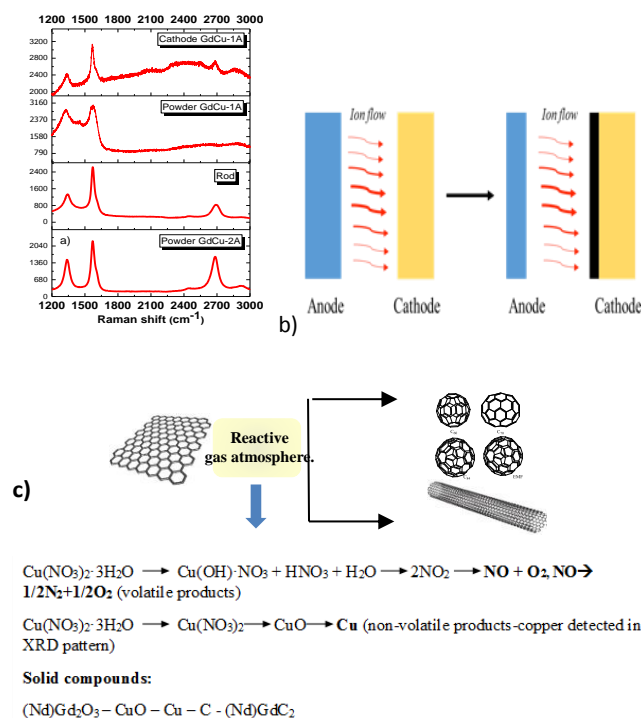 1200 1500 1800 2100 2400 2700 3000
3200
2800
2400
2000
Cathode GdCu-1A
3160
2370
1580
790
Powder GdCu-1A
2400
1600
800
0
Rod
2040
1360
680
0
a)
Powder GdCu-2A
1200 1500 1800 2100 2400 2700 3000
Raman shift (cm-1)
b)
Ion flow
Anode Cathode
Ion flow
Anode Cathode
c)
Reactive
gas atmosphere.
EMF
Cu(NO3)2·3H2O → Cu(OH)·NO3 + HNO3 + H2O → 2NO2 → NO + O2, NO→
1/2N2+1/2O2 (volatile products)
Cu(NO3)2·3H2O → Cu(NO3)2 → CuO → Cu (non-volatile products-copper detected in
XRD pattern)
Solid compounds:
(Nd)Gd2O3 – CuO – Cu – C - (Nd)GdC2